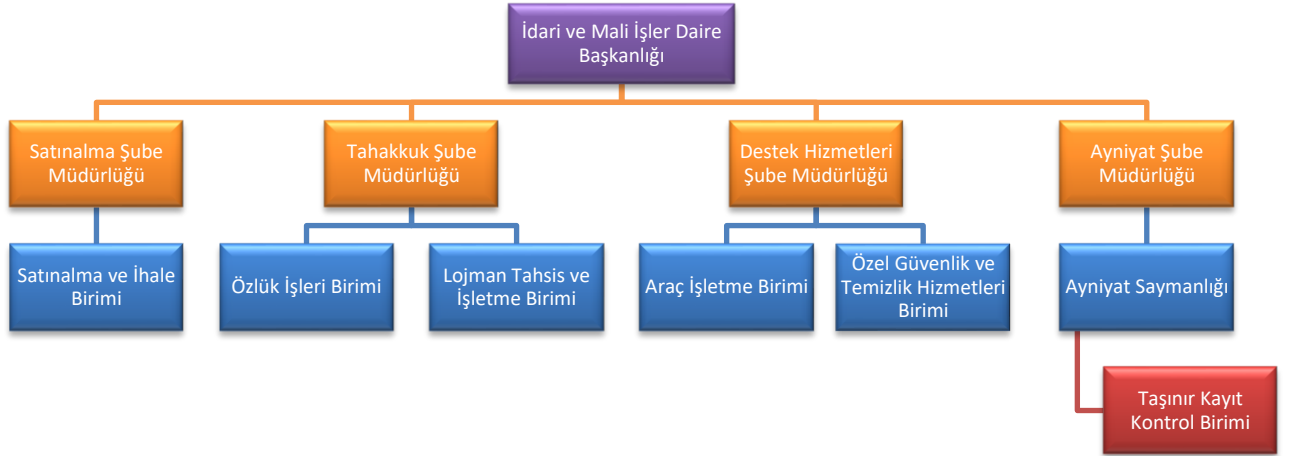 İdari ve Mali İşler Daire
Başkanlığı
Satınalma Şube
Müdürlüğü
Tahakkuk Şube
Müdürlüğü
Destek Hizmetleri
Şube Müdürlüğü
Ayniyat Şube
Müdürlüğü
Satınalma ve İhale
Birimi
Özlük İşleri Birimi
Lojman Tahsis ve
İşletme Birimi
Araç İşletme Birimi
Özel Güvenlik ve
Temizlik Hizmetleri
Birimi
Ayniyat Saymanlığı
Taşınır Kayıt
Kontrol Birimi